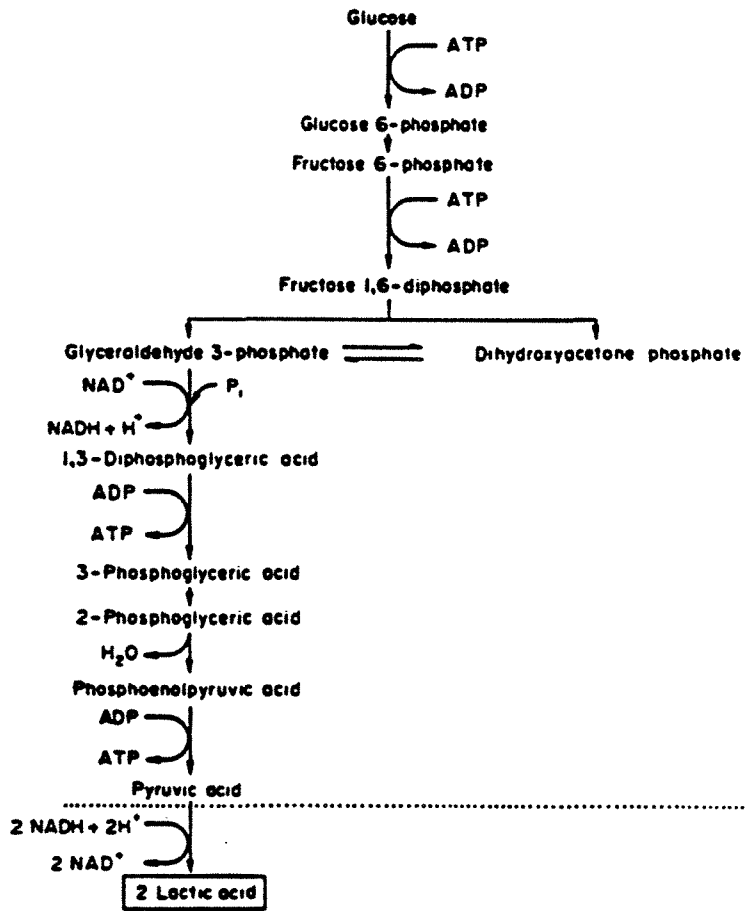 Glucose
ATP
ADP
Glucose 6-phosphate
Fructose 6-phosphate
ATP
ADP
Fructose 1,6-diphosphate
Glyceraldehyde 3-phosphate
Dihydroxyacetone phosphate
NAD⁺
Pᵢ
NADH + H⁺
1,3-Diphosphoglyceric acid
ADP
ATP
3-Phosphoglyceric acid
2-Phosphoglyceric acid
H₂O
Phosphoenolpyruvic acid
ADP
ATP
Pyruvic acid
2 NADH + 2H⁺
2 NAD⁺
2 Lactic acid